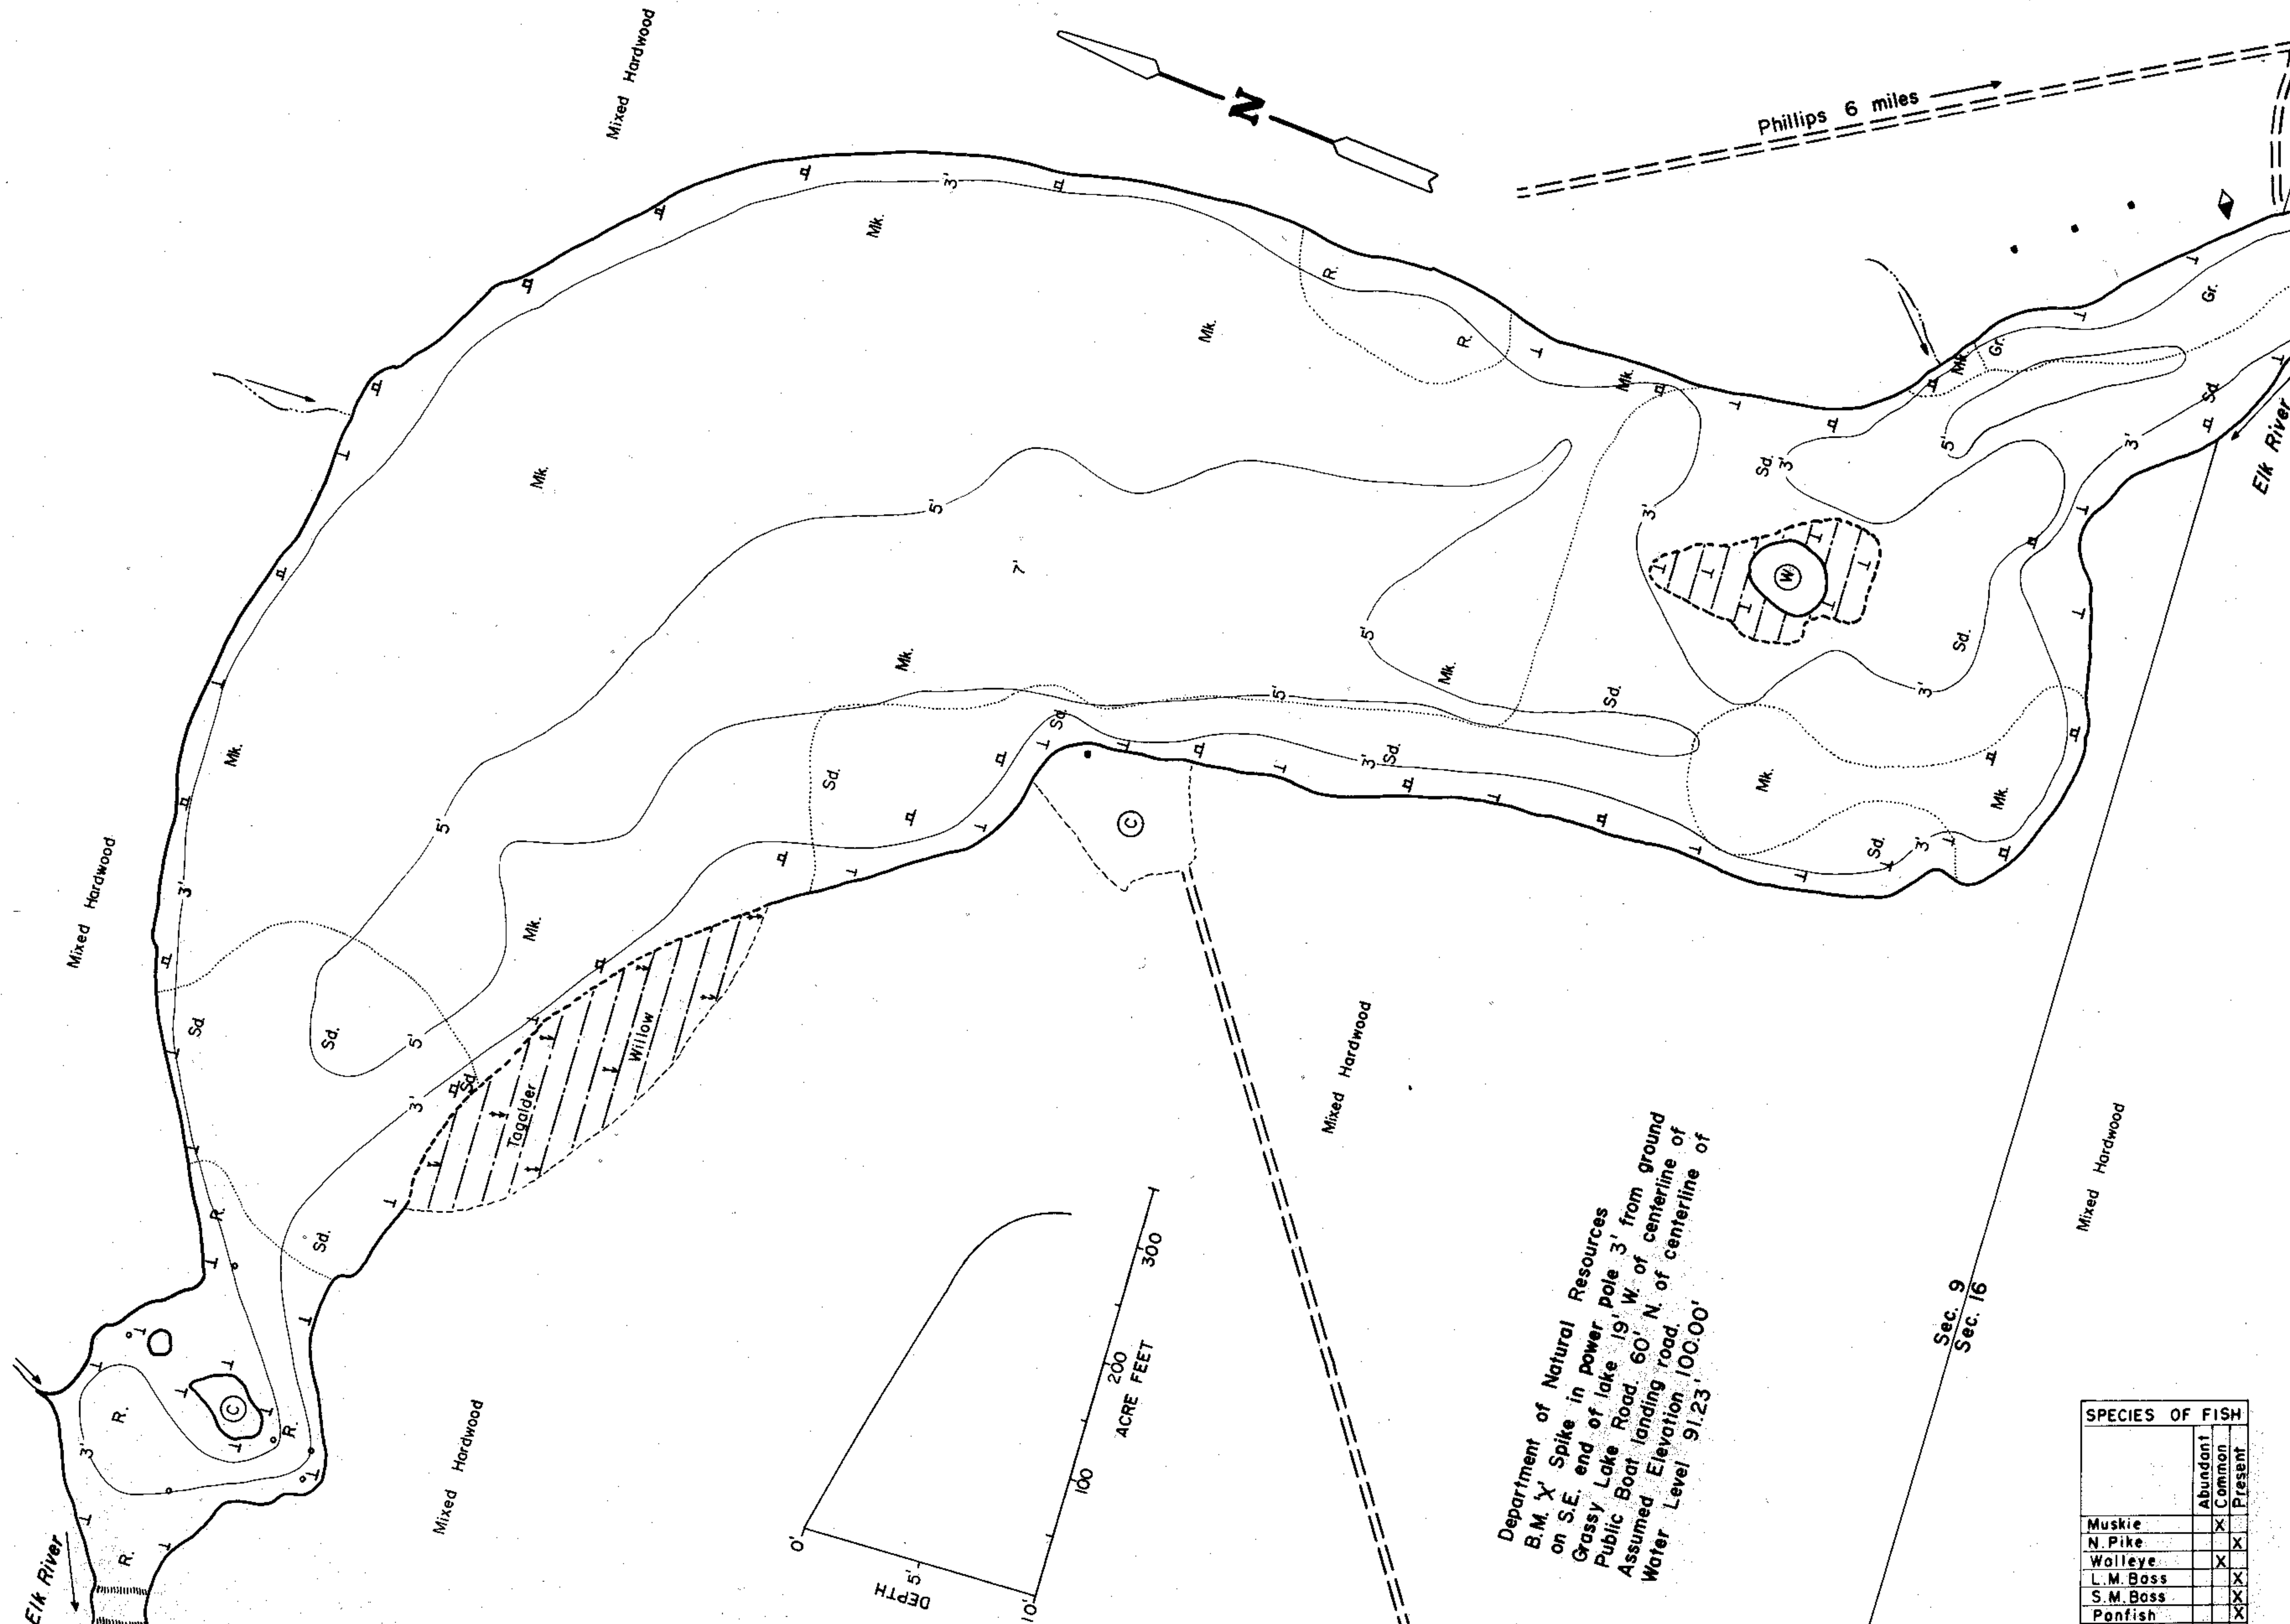 Mixed Hardwood
N
Phillips 6 miles
3'
Mk.
R.
Mk.
R.
Mk.
Mk.
Gr.
Gr.
Sd.
Elk River
Mk.
5'
Sd.
3'
5'
3'
3'
7'
W
5'
Mk.
Mk.
Sd.
Sd.
3'
5'
Mk.
Sd.
Sd.
3'
Sd.
Mk.
Mk.
5'
C
Sd.
3'
Mixed Hardwood
3'
Mk.
Sd.
Sd.
5'
Sd.
3'
Willow
Tagalder
Mixed Hardwood
Mixed Hardwood
R.
Sd.
R.
C
R.
3'
R.
Elk River
Mixed Hardwood
0'
5'
10'
DEPTH
100
200
300
ACRE FEET
Department of Natural Resources
B.M. 'X' Spike in power pole 3' from ground
on S.E. end of lake 19' W. of centerline of
Grassy Lake Road. 60' N. of centerline of
Public Boat landing road.
Assumed Elevation 100.00'
Water Level 91.23'
Sec. 9
Sec. 16
SPECIES OF FISH
Abundant
Common
Present
Muskie X
N. Pike X
Walleye X
L.M. Bass X
S.M. Bass X
Panfish X